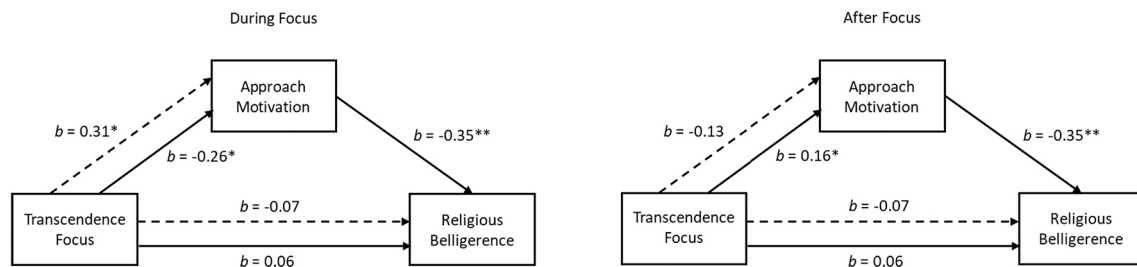 During Focus
Approach
Motivation
b = 0.31*
b = -0.26*
b = -0.35**
Transcendence
Focus
b = -0.07
b = 0.06
Religious
Belligerence
After Focus
Approach
Motivation
b = -0.13
b = 0.16*
b = -0.35**
Transcendence
Focus
b = -0.07
b = 0.06
Religious
Belligerence